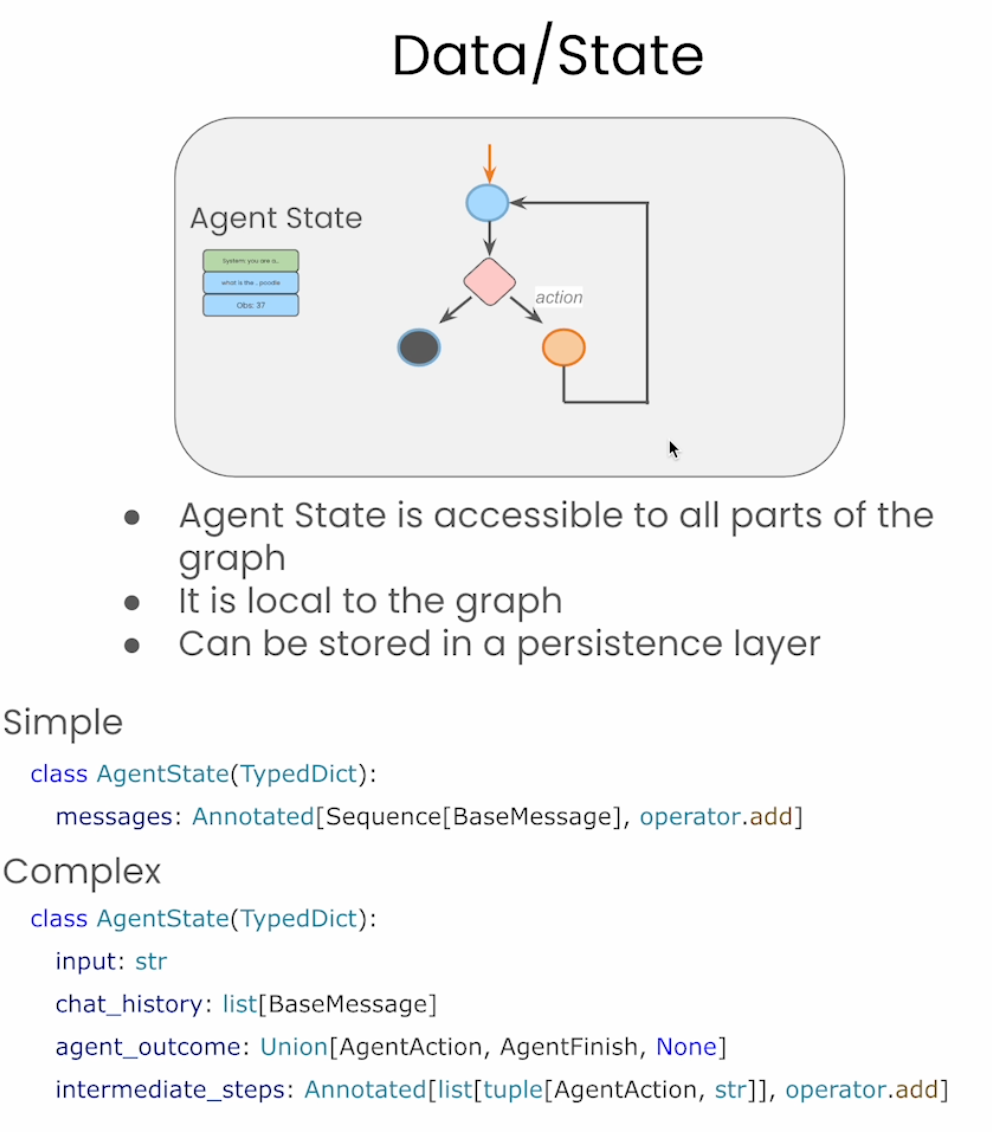 Data/State
Agent State
System: you are a..
what is the .. poodle
Obs: 37
action
● Agent State is accessible to all parts of the
graph
● It is local to the graph
● Can be stored in a persistence layer
Simple
class AgentState(TypedDict):
messages: Annotated[Sequence[BaseMessage], operator.add]
Complex
class AgentState(TypedDict):
input: str
chat_history: list[BaseMessage]
agent_outcome: Union[AgentAction, AgentFinish, None]
intermediate_steps: Annotated[list[tuple[AgentAction, str]], operator.add]